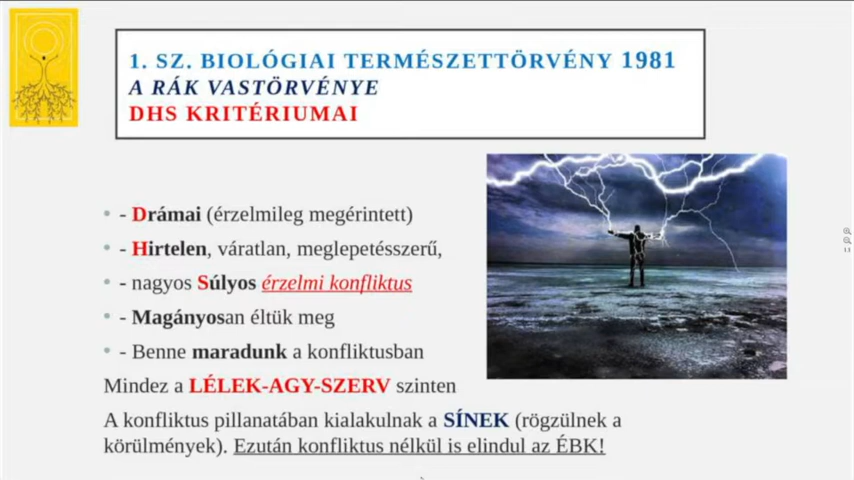 1. SZ. BIOLÓGIAI TERMÉSZETTÖRVÉNY 1981
A RÁK VASTÖRVÉNYE
DHS KRITÉRIUMAI
- Drámai (érzelmileg megérintett)
- Hirtelen, váratlan, meglepetésszerű,
- nagyos Súlyos érzelmi konfliktus
- Magányosan éltük meg
- Benne maradunk a konfliktusban
Mindez a LÉLEK-AGY-SZERV szinten
A konfliktus pillanatában kialakulnak a SÍNEK (rögzülnek a
körülmények). Ezután konfliktus nélkül is elindul az ÉBK!